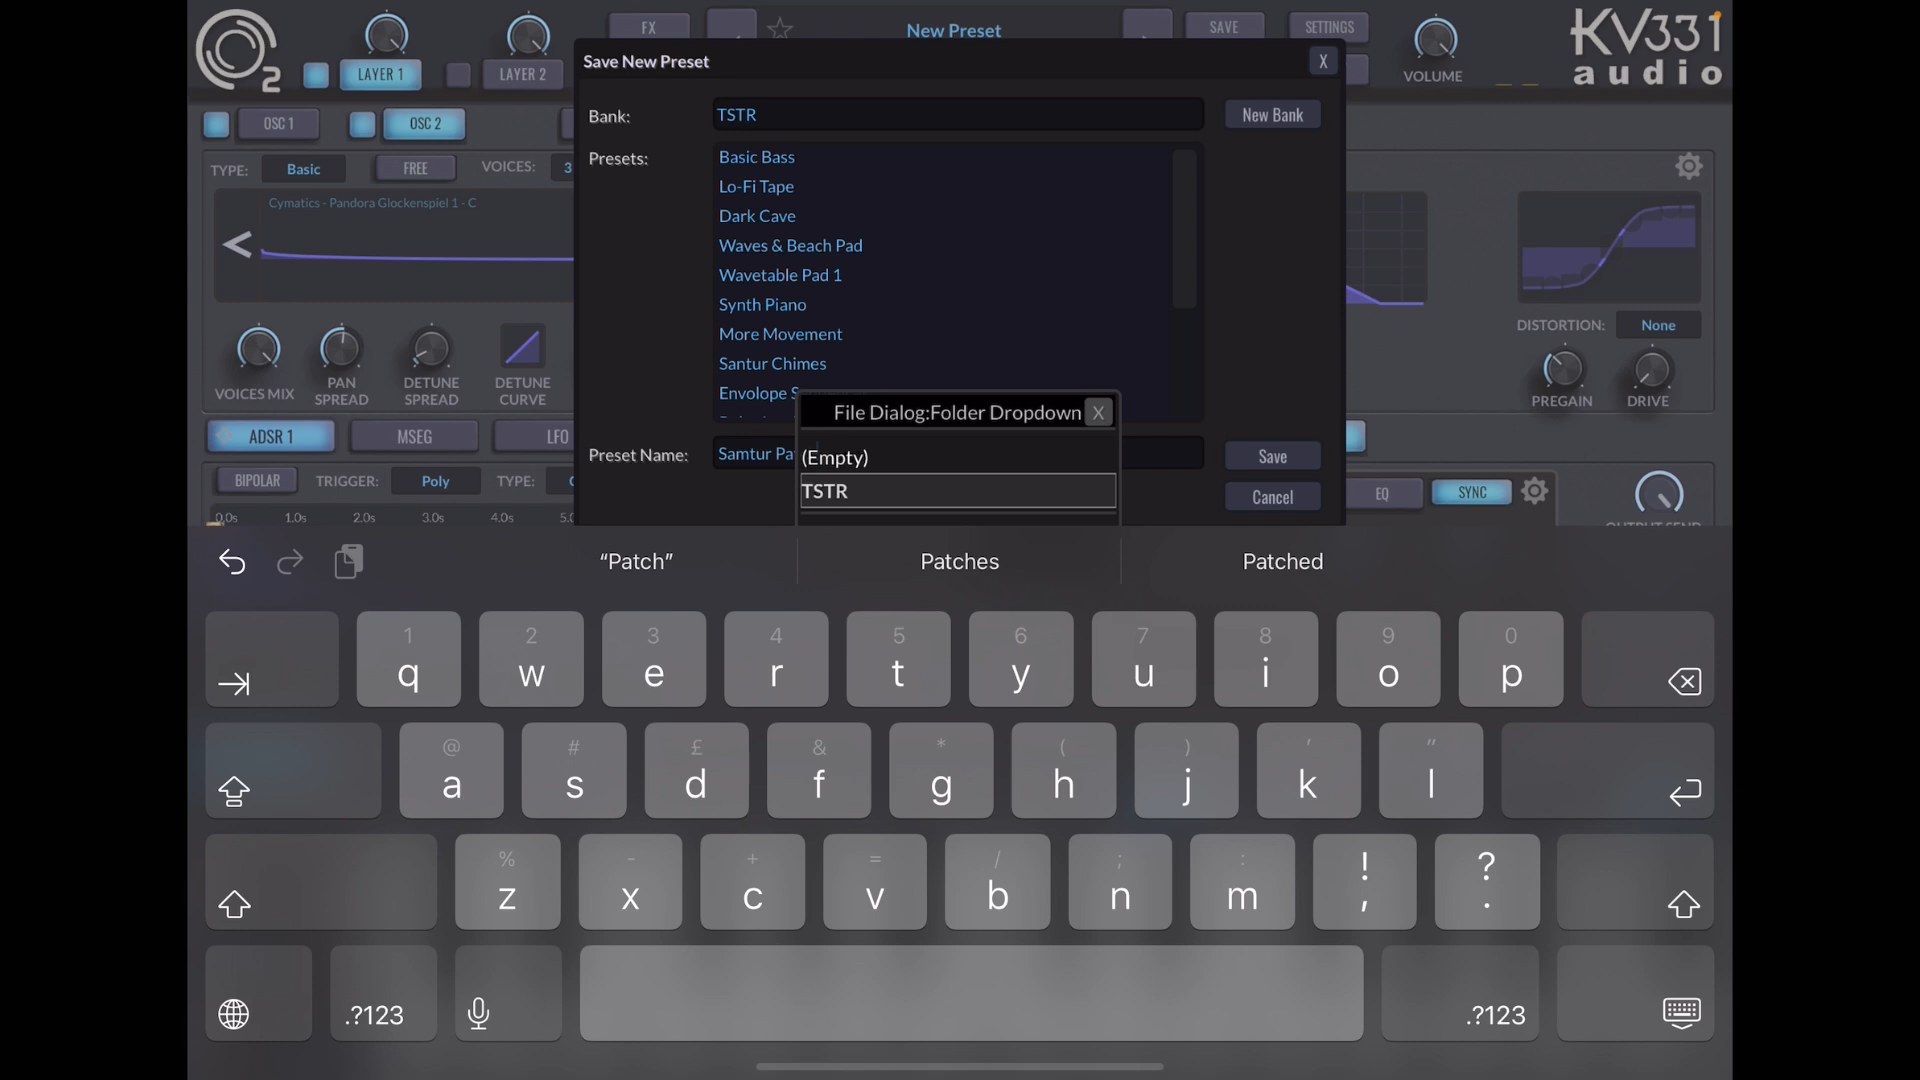 2
LAYER 1
LAYER 2
FX
New Preset
SAVE
SETTINGS
VOLUME
KV331
audio
Save New Preset
X
OSC 1
OSC 2
Bank:
TSTR
New Bank
Presets:
Basic Bass
Lo-Fi Tape
Dark Cave
Waves & Beach Pad
Wavetable Pad 1
Synth Piano
More Movement
Santur Chimes
Envolope S
TYPE:
Basic
FREE
VOICES:
3
Cymatics - Pandora Glockenspiel 1 - C
VOICES MIX
PAN
SPREAD
DETUNE
SPREAD
DETUNE
CURVE
DISTORTION:
None
PREGAIN
DRIVE
File Dialog:Folder Dropdown
X
(Empty)
TSTR
ADSR 1
MSEG
LFO
Preset Name:
Samtur Pa
Save
Cancel
BIPOLAR
TRIGGER:
Poly
TYPE:
EQ
SYNC
0.0s
1.0s
2.0s
3.0s
4.0s
OUTPUT SEND
“Patch”
Patches
Patched
1 2 3 4 5 6 7 8 9 0
q w e r t y u i o p
@ # £ & * ( ) ' "
a s d f g h j k l
% - + = / ; : ! ?
z x c v b n m , .
.?123
.?123